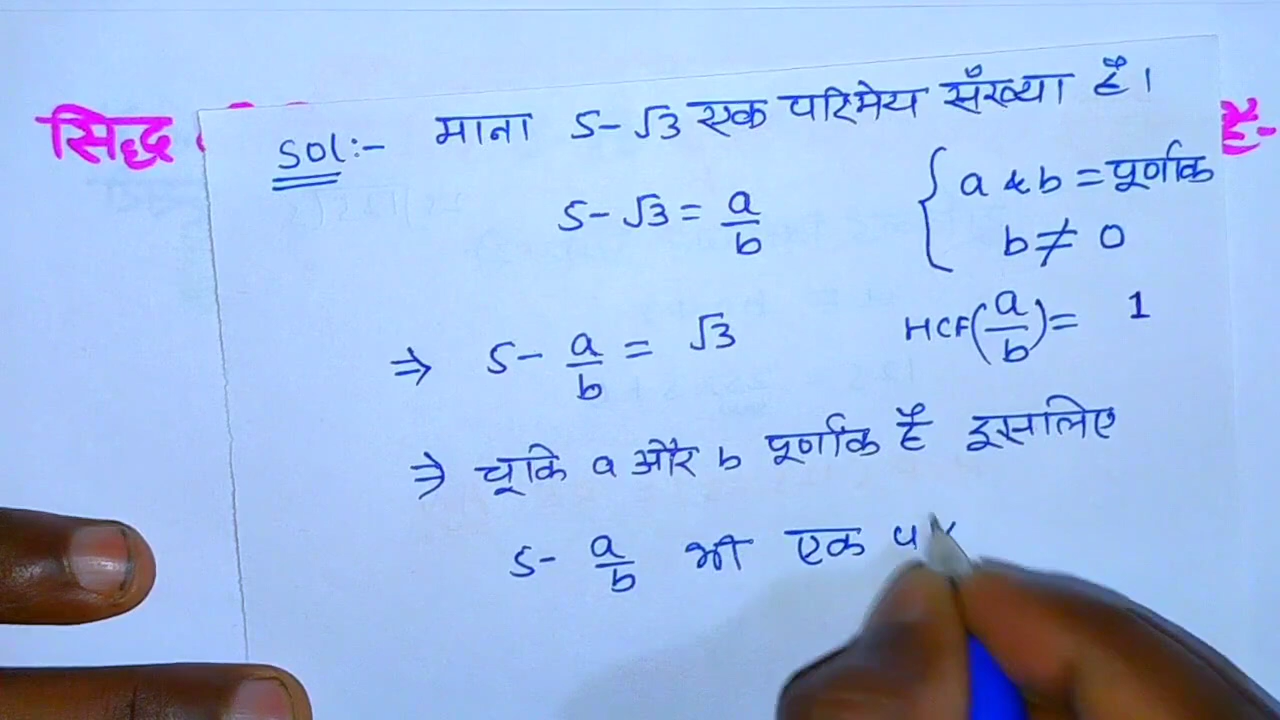 सिद्ध है-
Sol:- माना 5-√3 एक परिमेय संख्या है।
5-√3 = a/b { a & b = पूर्णांक
b ≠ 0
⇒ 5- a/b = √3 HCF(a/b) = 1
⇒ चूकि a और b पूर्णांक है इसलिए
5- a/b भी एक